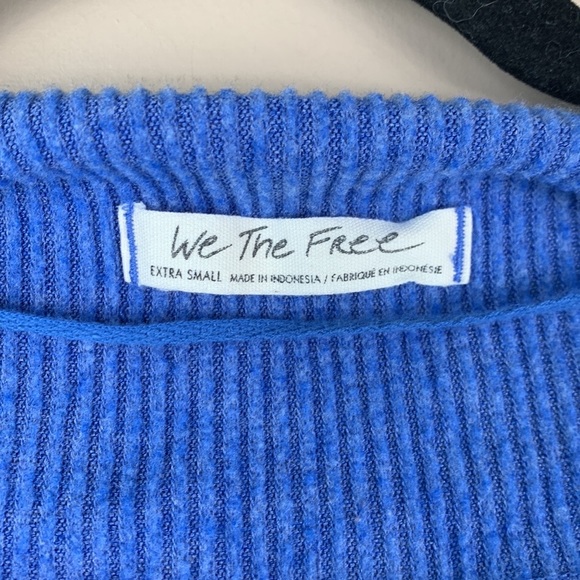 We The Free
EXTRA SMALL MADE IN INDONESIA / FABRIQUÉ EN INDONÉSIE